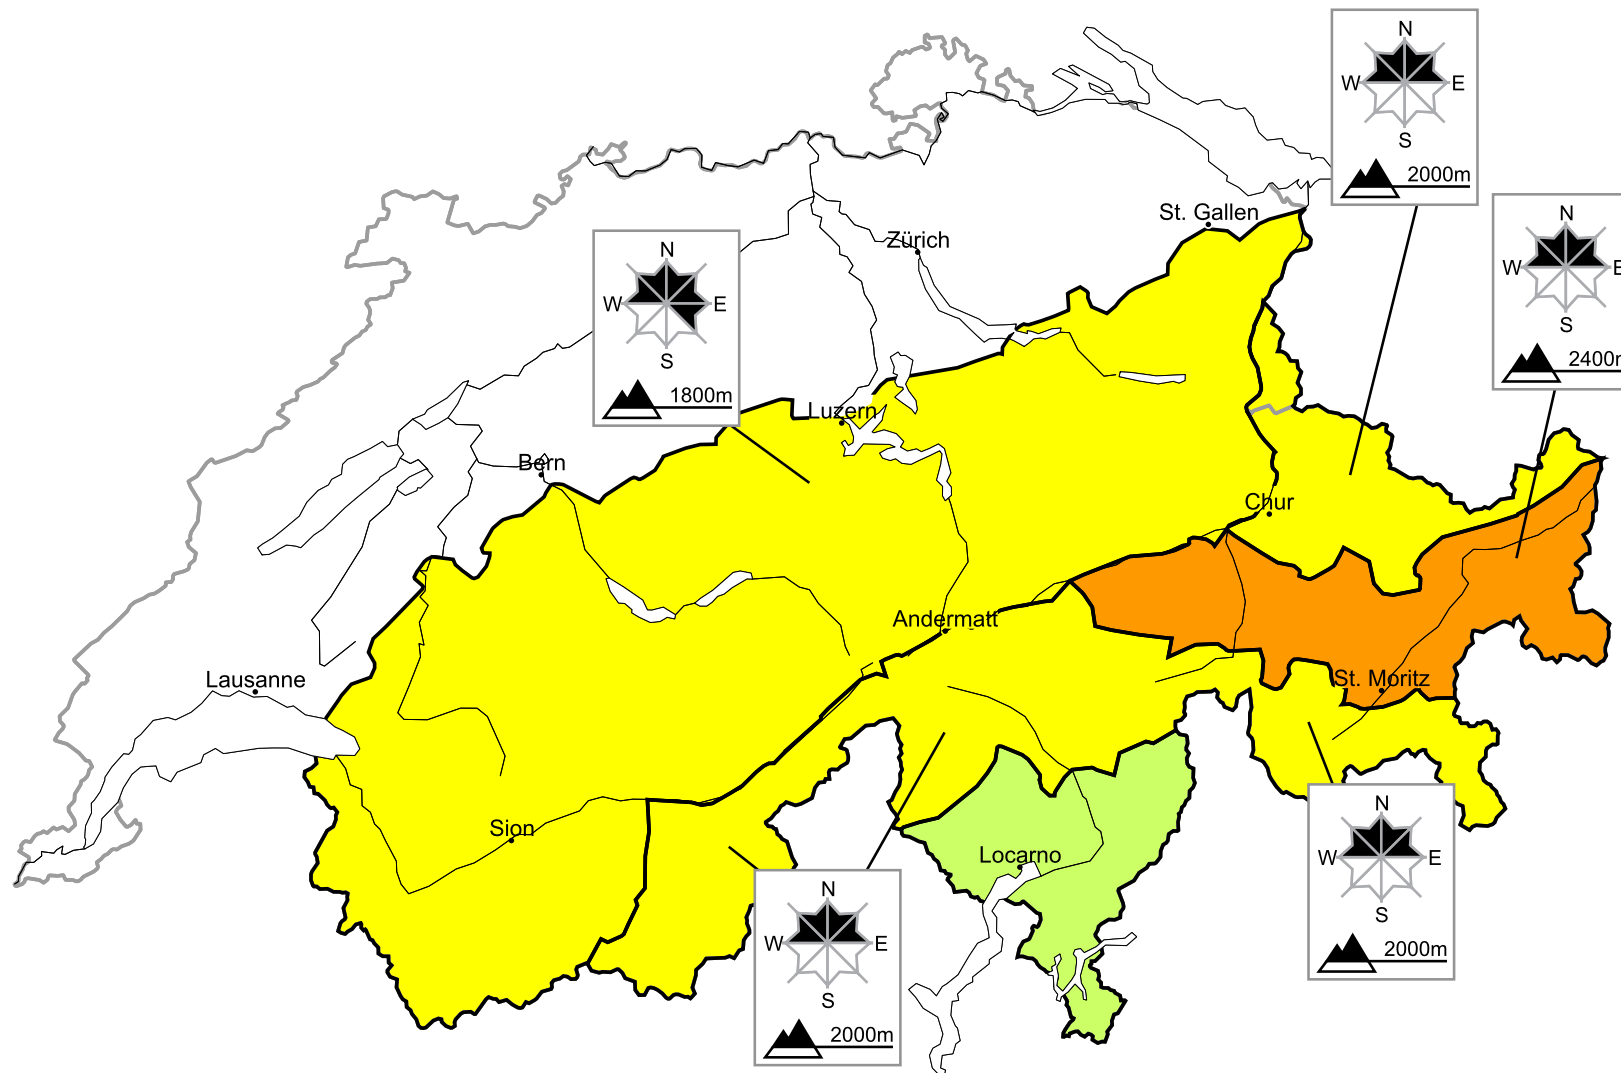 N
W E
S
2000m
N
W E
S
2400m
St. Gallen
Zürich
N
W E
S
1800m
Luzern
Bern
Chur
Andermatt
Lausanne
St. Moritz
Sion
Locarno
N
W E
S
2000m
N
W E
S
2000m